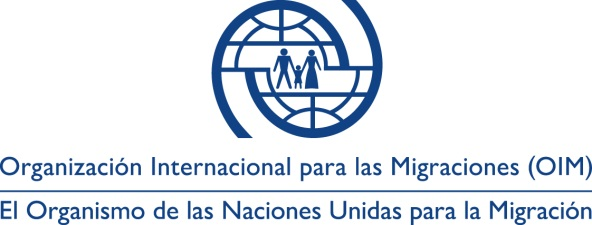 Organización Internacional para las Migraciones (OIM)
El Organismo de las Naciones Unidas para la Migración